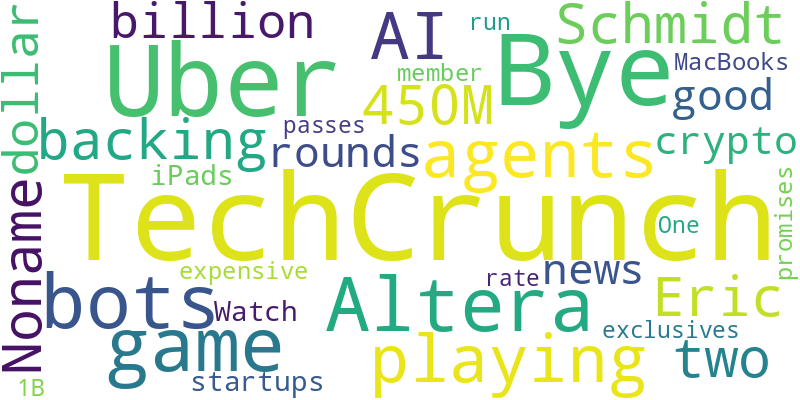 billion
AI
run
Schmidt
dollar
Uber
Bye
MacBooks
member
450M
good
backing
passes
rounds
agents
crypto
iPads
TechCrunch
promises
Noname
One
expensive
rate
news
bots
Watch
Altera
Eric
exclusives
game
playing
two
startups
1B